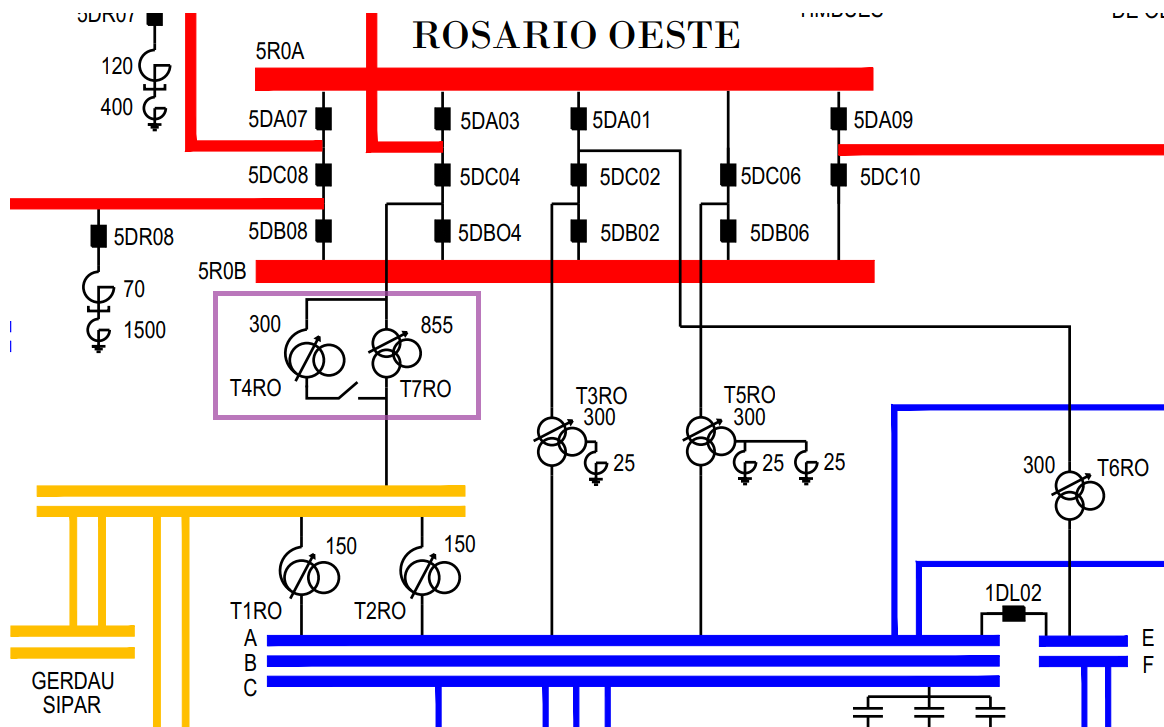 5DR07
ROSARIO OESTE
5R0A
120
400
5DA07
5DA03
5DA01
5DA09
5DC08
5DC04
5DC02
5DC06
5DC10
5DB08
5DBO4
5DB02
5DB06
5DR08
5R0B
70
1500
300
855
T4RO
T7RO
T3RO
300
T5RO
300
25
25
25
300
T6RO
150
150
T1RO
T2RO
1DL02
A
B
C
E
F
GERDAU
SIPAR